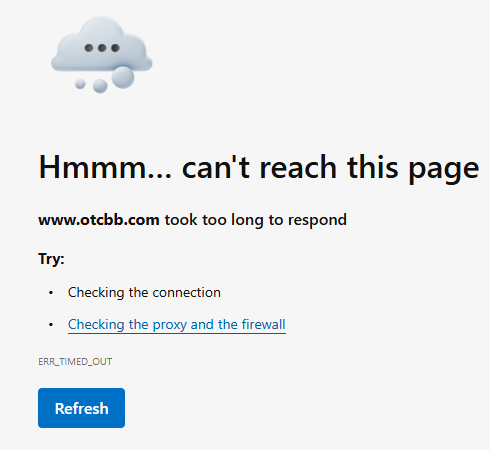 Hmmm... can't reach this page
www.otcbb.com took too long to respond
Try:
• Checking the connection
• Checking the proxy and the firewall
ERR_TIMED_OUT
Refresh